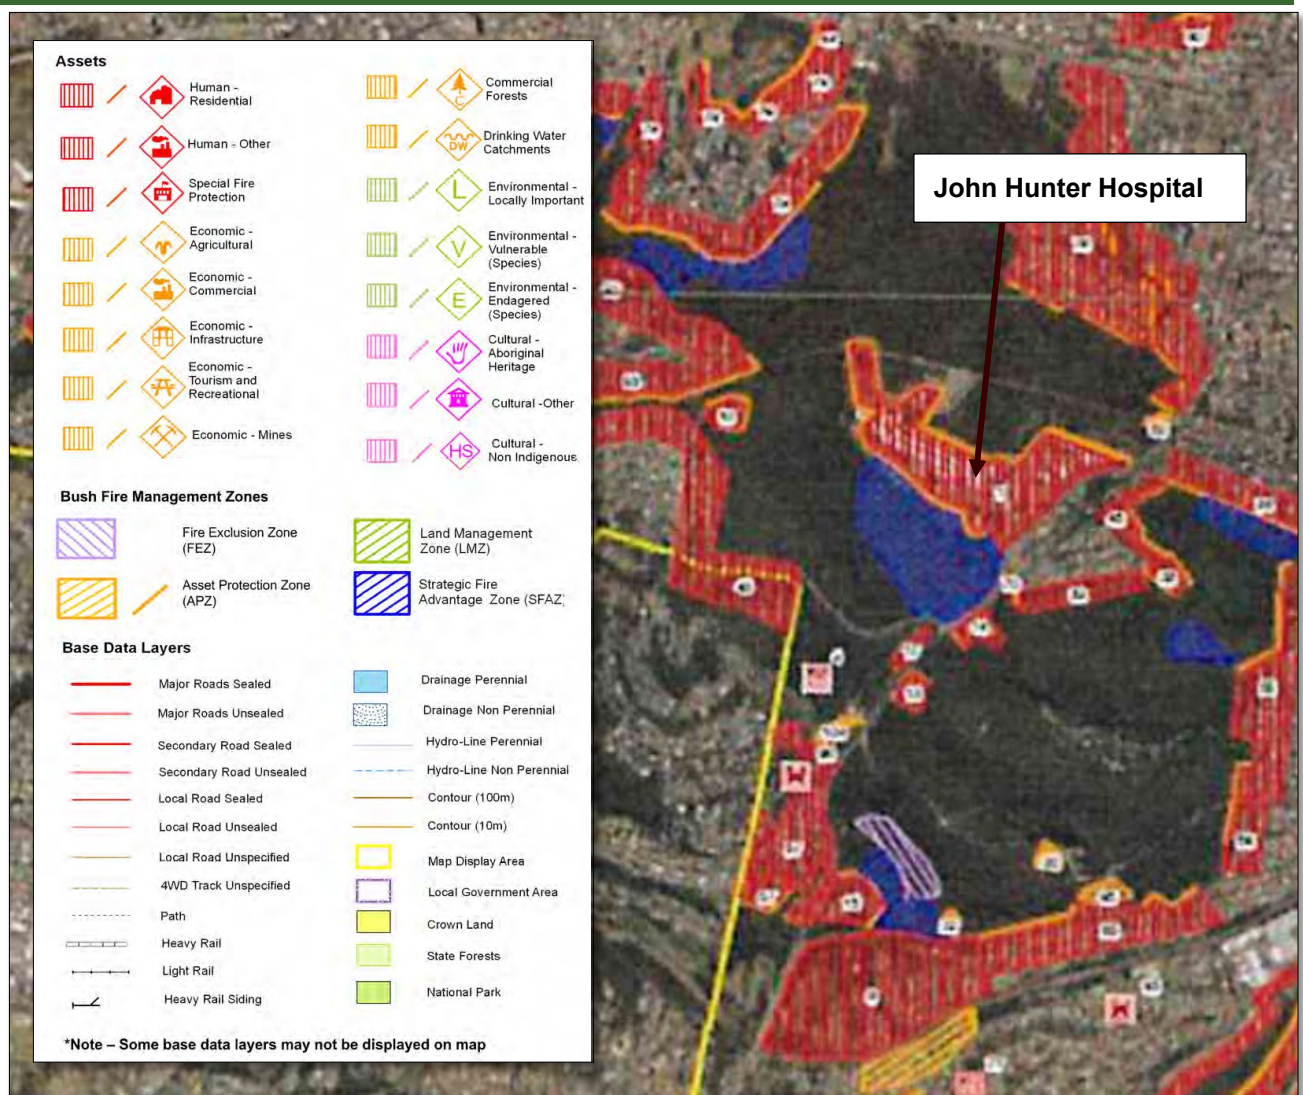 Assets
Human -
Residential
Human - Other
Special Fire
Protection
Economic -
Agricultural
Economic -
Commercial
Economic -
Infrastructure
Economic -
Tourism and
Recreational
Economic - Mines
C
Commercial
Forests
DW
Drinking Water
Catchments
L
Environmental -
Locally Important
V
Environmental -
Vulnerable
(Species)
E
Environmental -
Endagered
(Species)
Cultural -
Aboriginal
Heritage
Cultural -Other
HS
Cultural -
Non Indigenous
Bush Fire Management Zones
Fire Exclusion Zone
(FEZ)
Asset Protection Zone
(APZ)
Land Management
Zone (LMZ)
Strategic Fire
Advantage Zone (SFAZ)
Base Data Layers
Major Roads Sealed
Major Roads Unsealed
Secondary Road Sealed
Secondary Road Unsealed
Local Road Sealed
Local Road Unsealed
Local Road Unspecified
4WD Track Unspecified
Path
Heavy Rail
Light Rail
Heavy Rail Siding
Drainage Perennial
Drainage Non Perennial
Hydro-Line Perennial
Hydro-Line Non Perennial
Contour (100m)
Contour (10m)
Map Display Area
Local Government Area
Crown Land
State Forests
National Park
*Note – Some base data layers may not be displayed on map
John Hunter Hospital